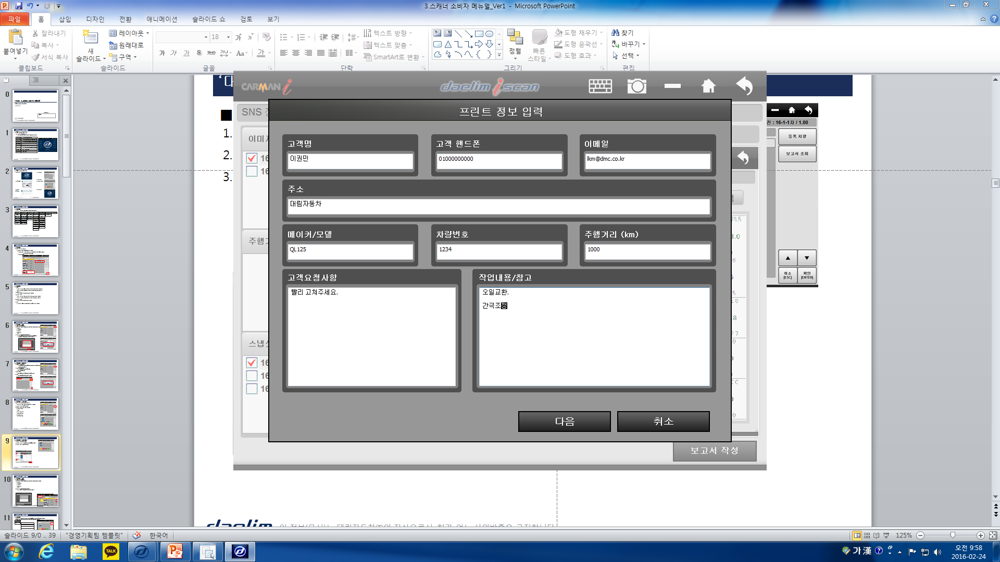 3.스캐너 소비자 메뉴얼_Ver1 - Microsoft PowerPoint
파일 홈 삽입 디자인 전환 애니메이션 슬라이드 쇼 검토 보기
붙여넣기
잘라내기
복사
서식 복사
클립보드
새
슬라이드
레이아웃
원래대로
구역
슬라이드
18
가 가 가 S 가나 Aa 가
글꼴
텍스트 방향
텍스트 맞춤
SmartArt로 변환
단락
정렬
빠른
스타일
도형 채우기
도형 윤곽선
도형 효과
그리기
찾기
바꾸기
선택
편집
0
1
2
3
4
5
6
7
8
9
10
11
'대
1.
2.
3.
CARMAN i
daelim i scan
SNS
이미지
16
16
주행
스냅샷
16
16
16
프린트 정보 입력
고객명
이권민
고객 핸드폰
01000000000
이메일
lkm@dmc.co.kr
주소
대림자동차
메이커/모델
QL125
차량번호
1234
주행거리 (km)
1000
고객요청사항
빨리 고쳐주세요.
작업내용/참고
오일교환.
간극조정
다음
취소
보고서 작성
전 : 16-1-1차 / 1.00
등록 차량
보고서 조회
▲ ▼
취소
[ESC]
확인
[ENTER]
daelim
슬라이드 9/0 .. 39
"경영기획팀 템플릿"
한국어
125%
TALK
가 漢
오전 9:58
2016-02-24